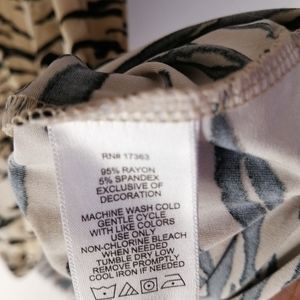 RN# 17363
95% RAYON
5% SPANDEX
EXCLUSIVE OF
DECORATION
MACHINE WASH COLD
GENTLE CYCLE
WITH LIKE COLORS
USE ONLY
NON-CHLORINE BLEACH
WHEN NEEDED
TUMBLE DRY LOW
REMOVE PROMPTLY
COOL IRON IF NEEDED